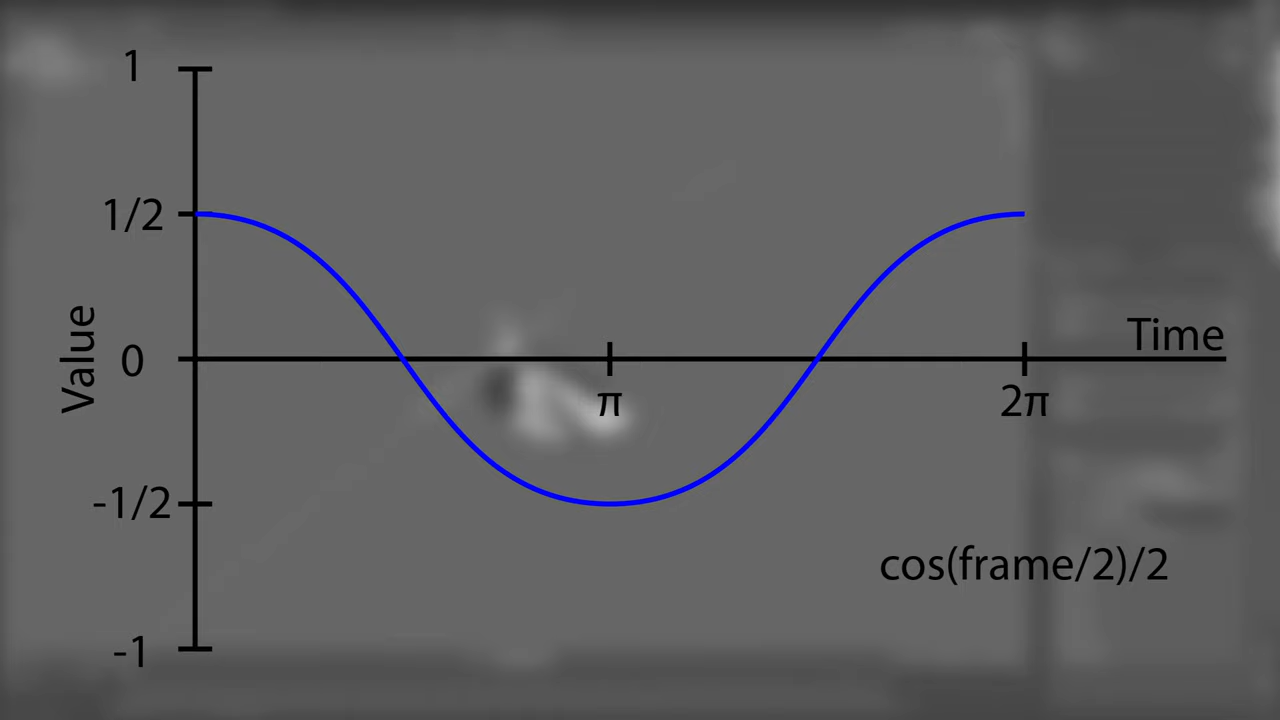 1
1/2
Value
0
Time
π
2π
-1/2
cos(frame/2)/2
-1